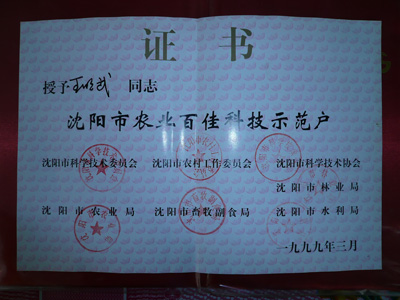 证书
授予 同志
沈阳市农业百佳科技示范户
沈阳市科学技术委员会 沈阳市农村工作委员会 沈阳市科学技术协会
沈阳市林业局
沈阳市农业局 沈阳市畜牧副食局 沈阳市水利局
一九九九年三月